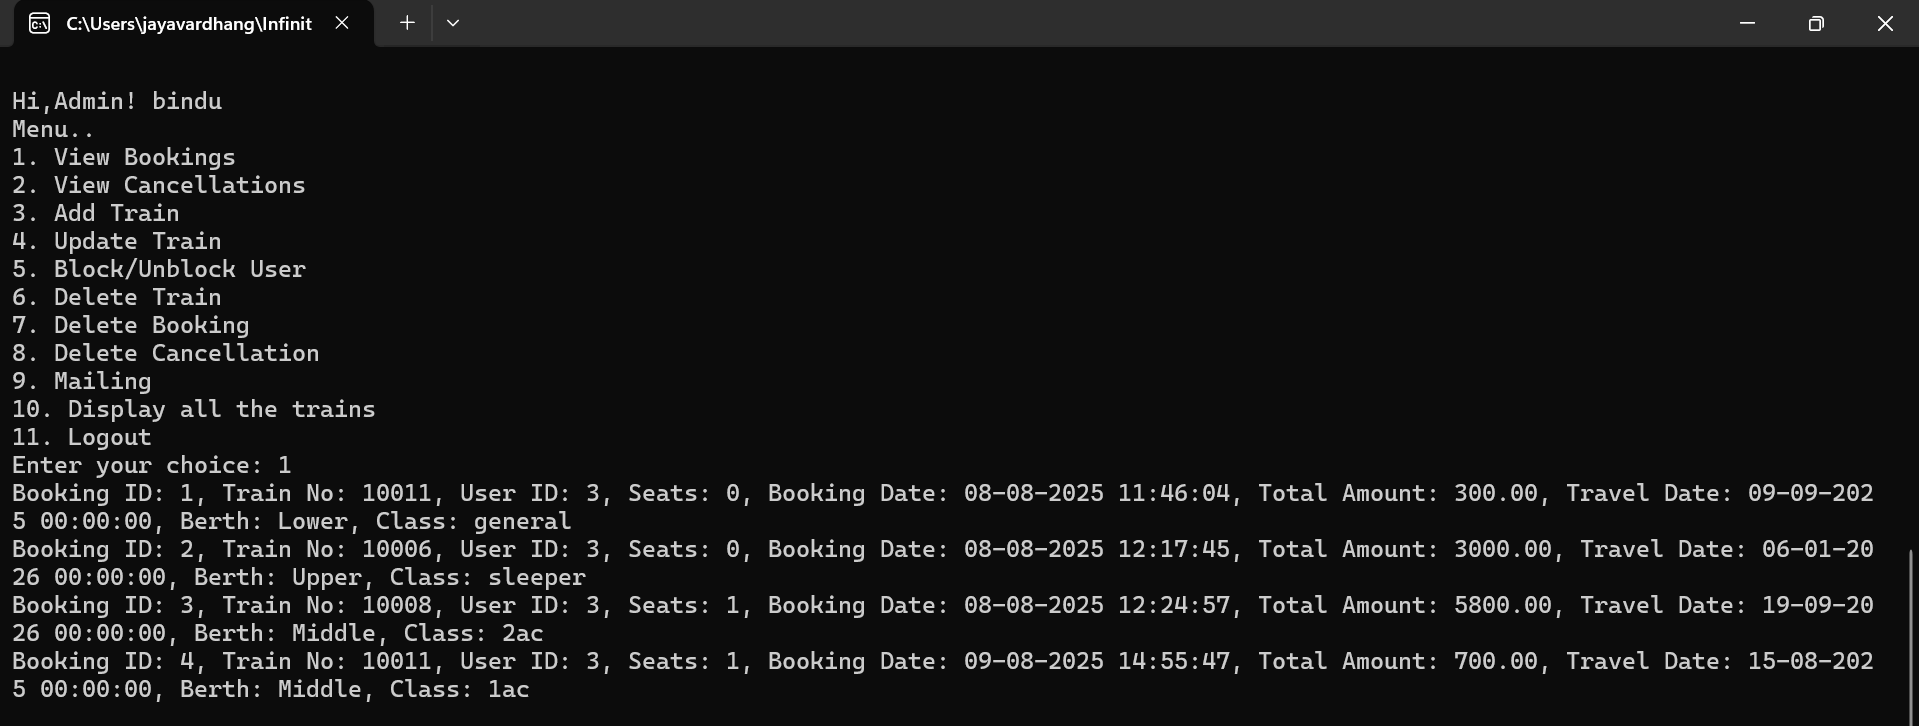 C:\Users\jayavardhang\Infinit
Hi,Admin! bindu
Menu..
1. View Bookings
2. View Cancellations
3. Add Train
4. Update Train
5. Block/Unblock User
6. Delete Train
7. Delete Booking
8. Delete Cancellation
9. Mailing
10. Display all the trains
11. Logout
Enter your choice: 1
Booking ID: 1, Train No: 10011, User ID: 3, Seats: 0, Booking Date: 08-08-2025 11:46:04, Total Amount: 300.00, Travel Date: 09-09-202
5 00:00:00, Berth: Lower, Class: general
Booking ID: 2, Train No: 10006, User ID: 3, Seats: 0, Booking Date: 08-08-2025 12:17:45, Total Amount: 3000.00, Travel Date: 06-01-20
26 00:00:00, Berth: Upper, Class: sleeper
Booking ID: 3, Train No: 10008, User ID: 3, Seats: 1, Booking Date: 08-08-2025 12:24:57, Total Amount: 5800.00, Travel Date: 19-09-20
26 00:00:00, Berth: Middle, Class: 2ac
Booking ID: 4, Train No: 10011, User ID: 3, Seats: 1, Booking Date: 09-08-2025 14:55:47, Total Amount: 700.00, Travel Date: 15-08-202
5 00:00:00, Berth: Middle, Class: 1ac